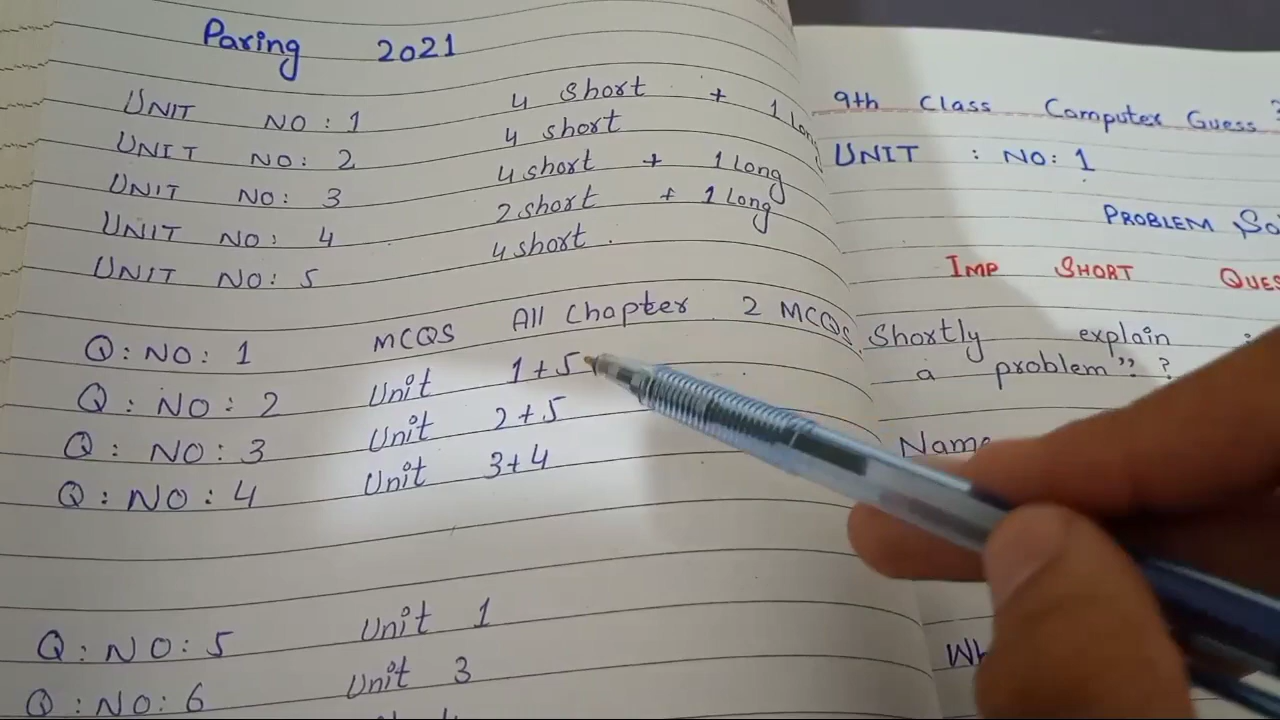 Paring 2021
UNIT NO: 1 4 short + 1 Lon
UNIT NO: 2 4 short
UNIT NO: 3 4 short + 1 Long
UNIT NO: 4 2 short + 1 Long
UNIT NO: 5 4 short .
Q: NO: 1 MCQS All Chapter 2 MCQS.
Q: NO: 2 Unit 1+5
Q: NO: 3 Unit 2+5
Q: NO: 4 Unit 3+4
Q: NO: 5 Unit 1
Q: NO: 6 Unit 3
9th Class Computer Guess
UNIT : NO: 1
PROBLEM
IMP SHORT QUES
Shortly explain
a problem" ?
Name